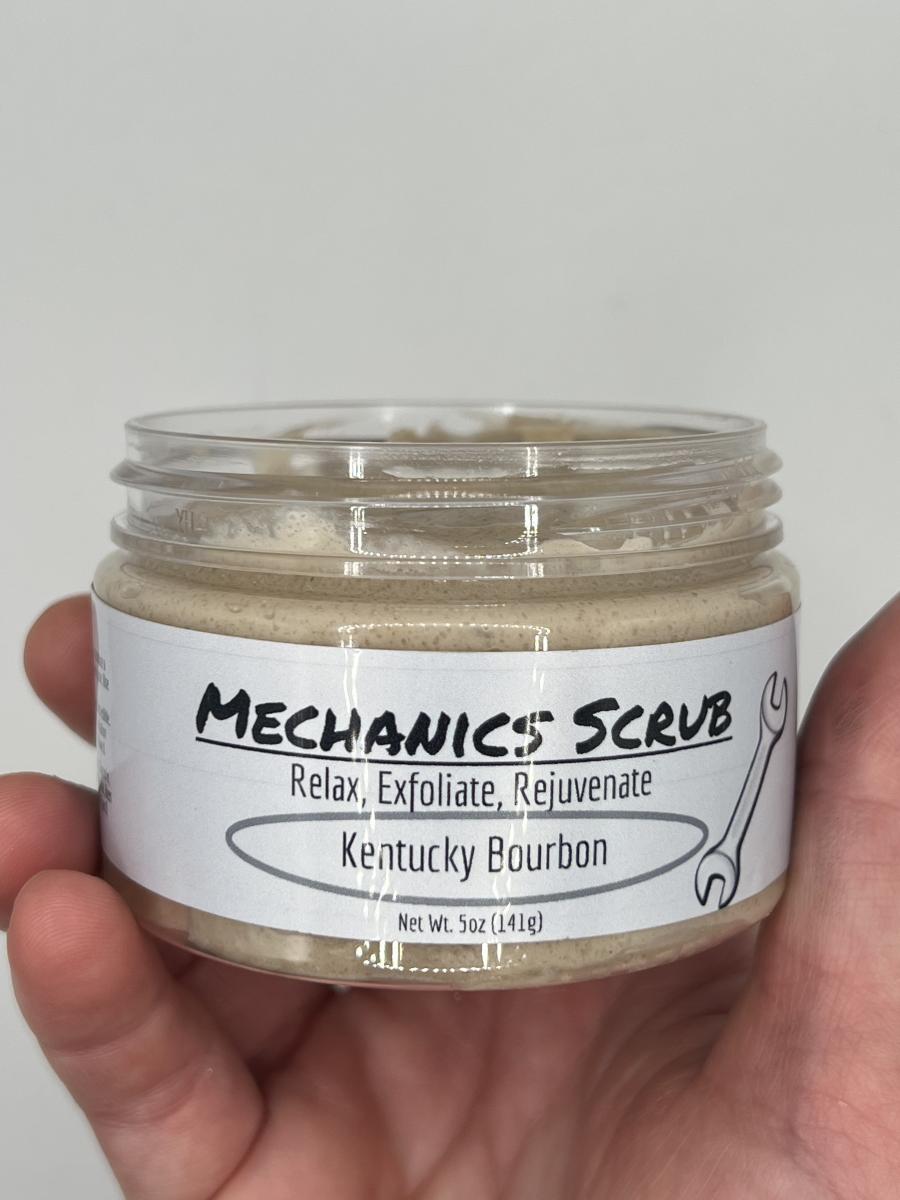 Mechanics Scrub
Relax, Exfoliate, Rejuvenate
Kentucky Bourbon
Net Wt. 5oz (141g)